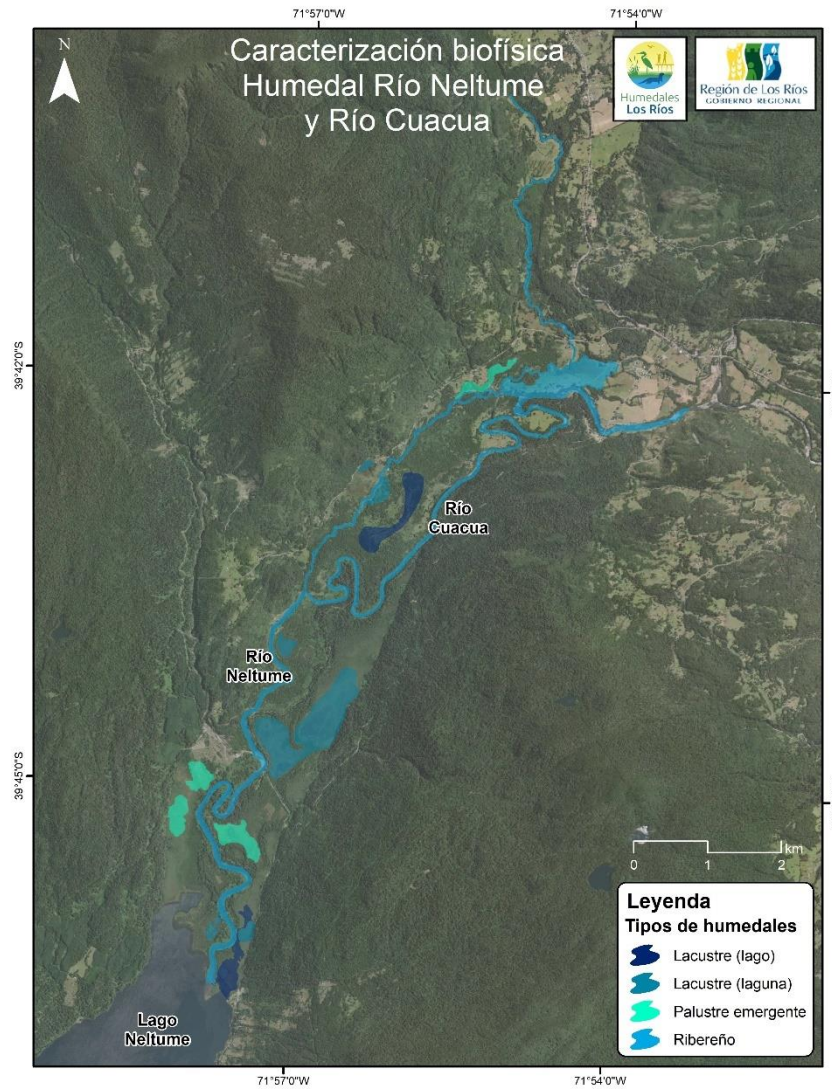 71°57'0"W
71°54'0"W
N
Caracterización biofísica
Humedal Río Neltume
y Río Cuacua
Humedales
Los Ríos
Región de Los Ríos
GOBIERNO REGIONAL
39°42'0"S
Río
Cuacua
Río
Neltume
39°45'0"S
km
0
1
2
Leyenda
Tipos de humedales
Lacustre (lago)
Lacustre (laguna)
Palustre emergente
Ribereño
Lago
Neltume
71°57'0"W
71°54'0"W